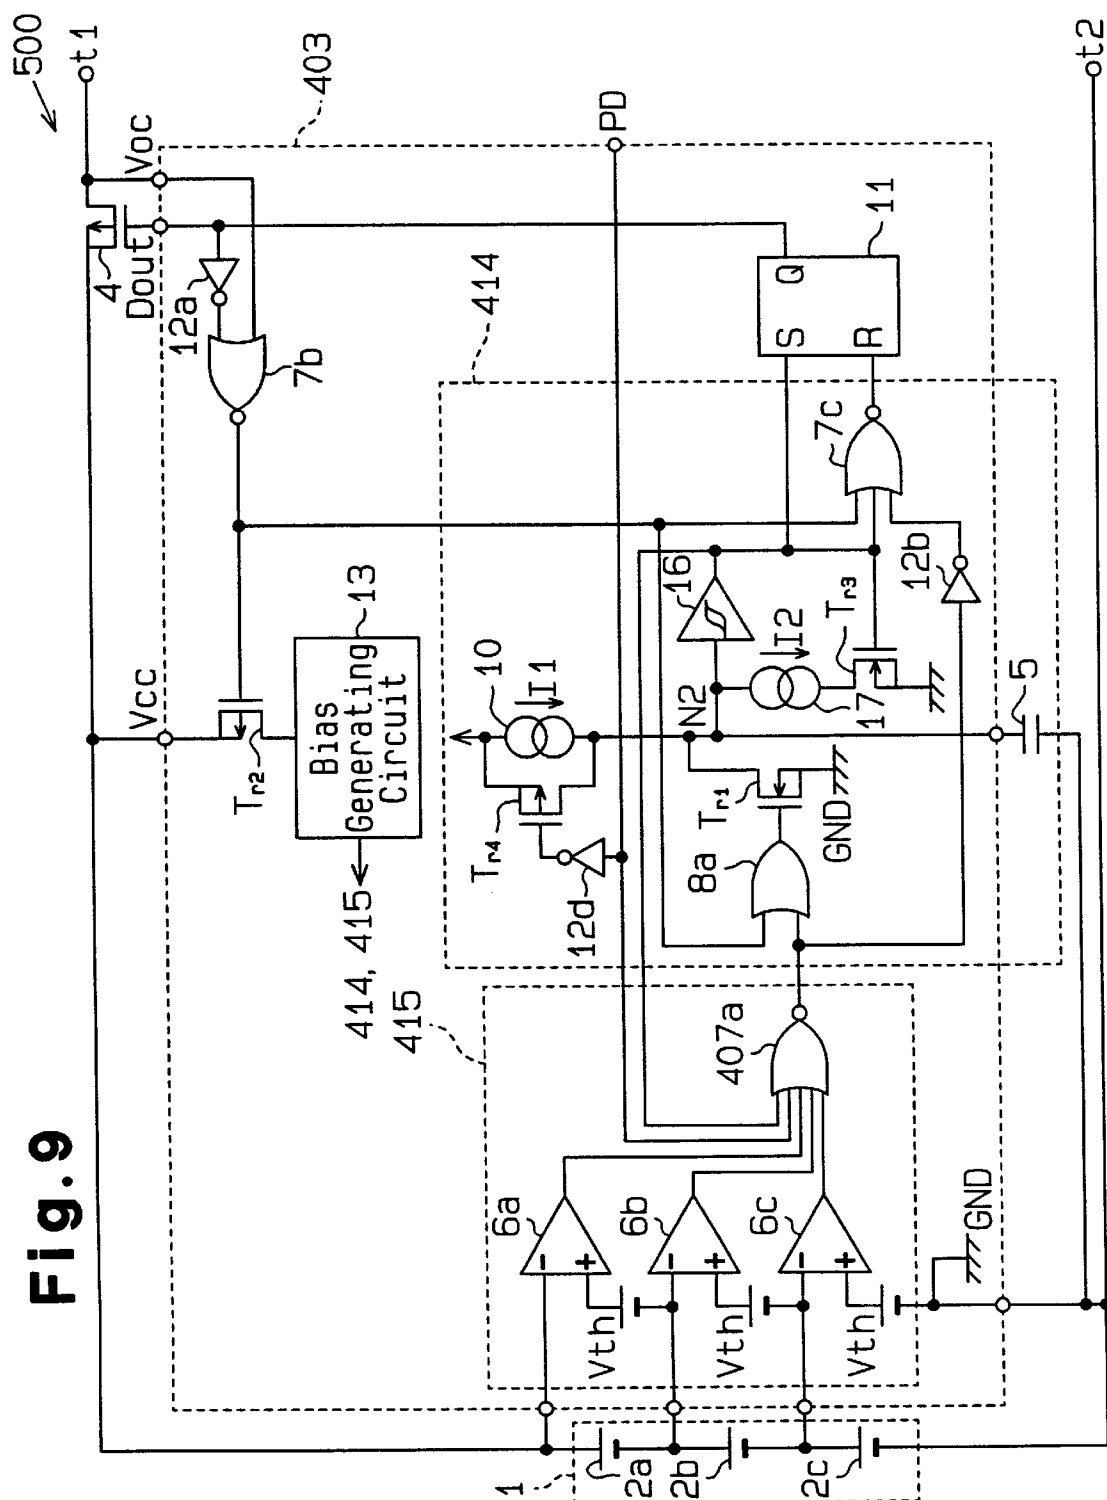 Fig.9
500
t1
Voc
403
4
Dout
12a
7b
PD
Vcc
Tr2
13
Bias
Generating
Circuit
414, 415
415
414
Q
S
R
11
7c
12b
10
I1
Tr4
12d
N2
16
I2
17
Tr3
5
Tr1
8a
GND
407a
6a
-
+
Vth
6b
-
+
Vth
6c
-
+
Vth
GND
1
2a
2b
2c
t2